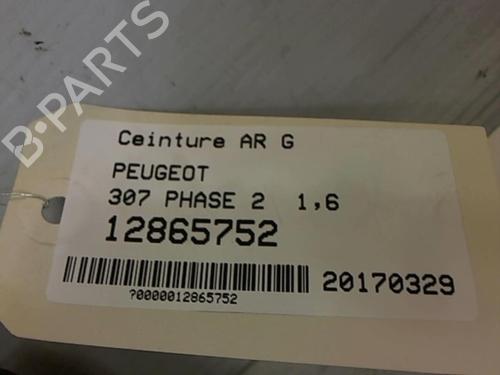 B-PARTS
Ceinture AR G
PEUGEOT
307 PHASE 2 1,6
12865752
20170329
?0000012865752